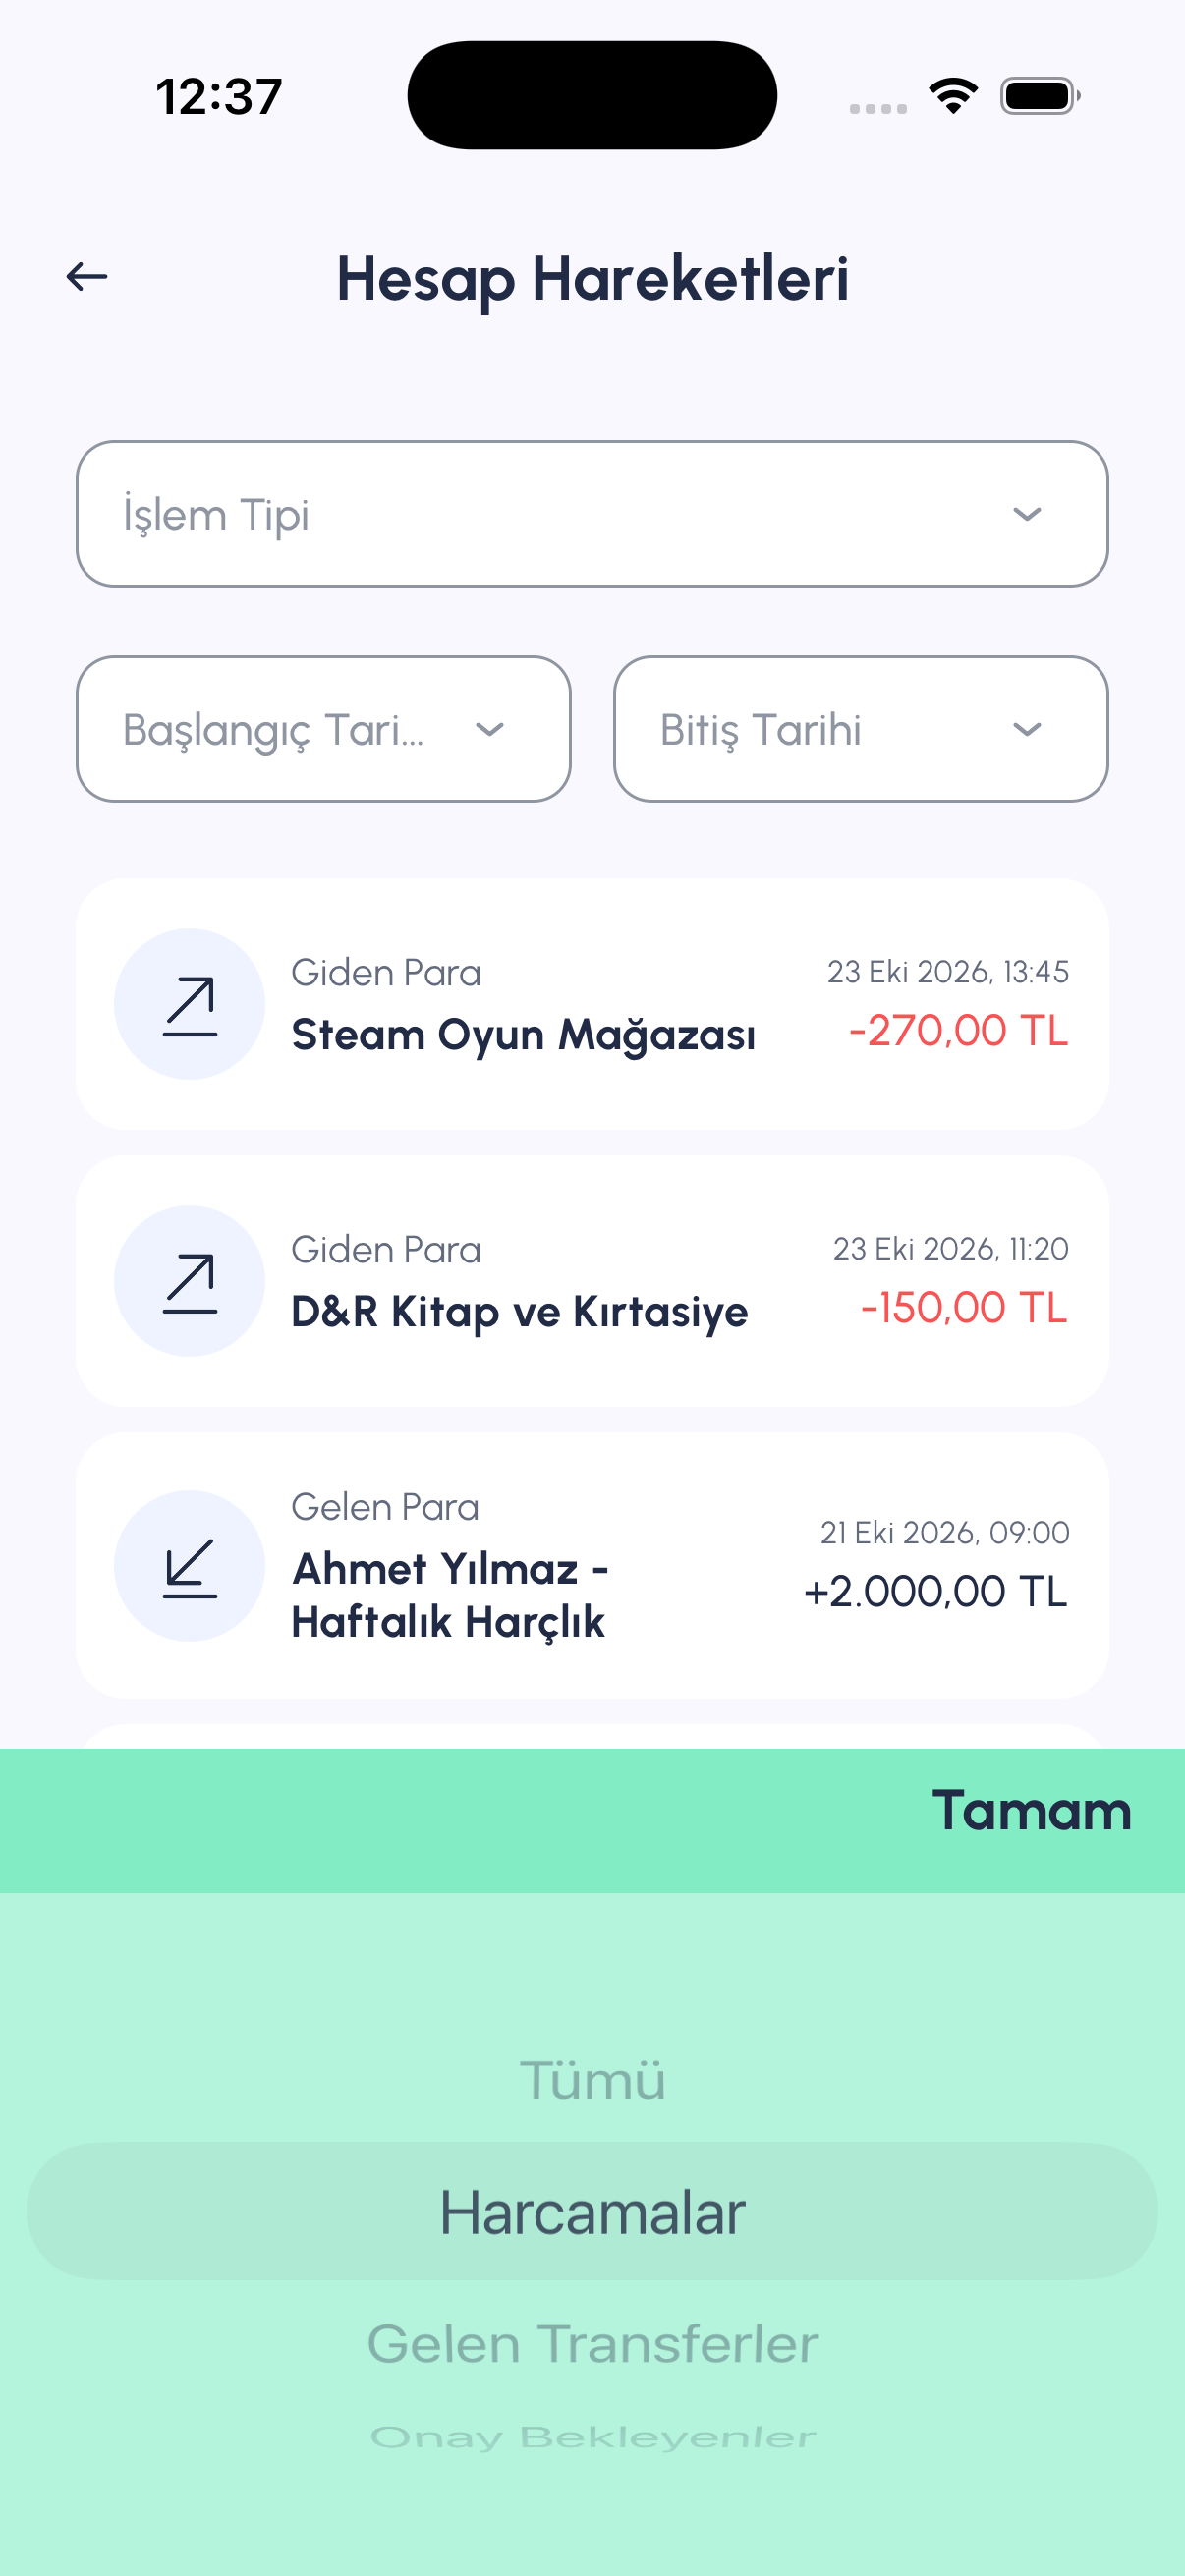 12:37
Hesap Hareketleri
İşlem Tipi
Başlangıç Tari...
Bitiş Tarihi
Giden Para
23 Eki 2026, 13:45
Steam Oyun Mağazası
-270,00 TL
Giden Para
23 Eki 2026, 11:20
D&R Kitap ve Kırtasiye
-150,00 TL
Gelen Para
21 Eki 2026, 09:00
Ahmet Yılmaz -
Haftalık Harçlık
+2.000,00 TL
Tamam
Tümü
Harcamalar
Gelen Transferler
Onay Bekleyenler